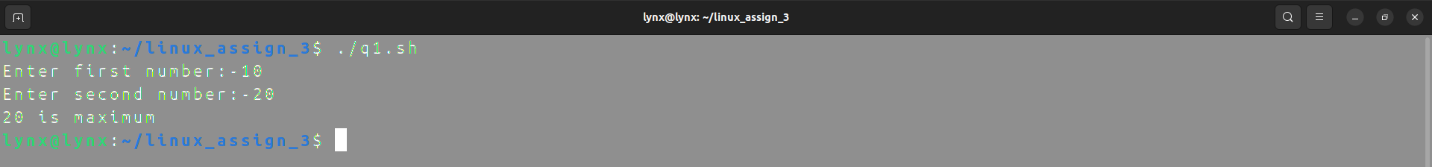 lynx@lynx: ~/linux_assign_3
lynx@lynx:~/linux_assign_3$ ./q1.sh
Enter first number:-10
Enter second number:-20
20 is maximum
lynx@lynx:~/linux_assign_3$